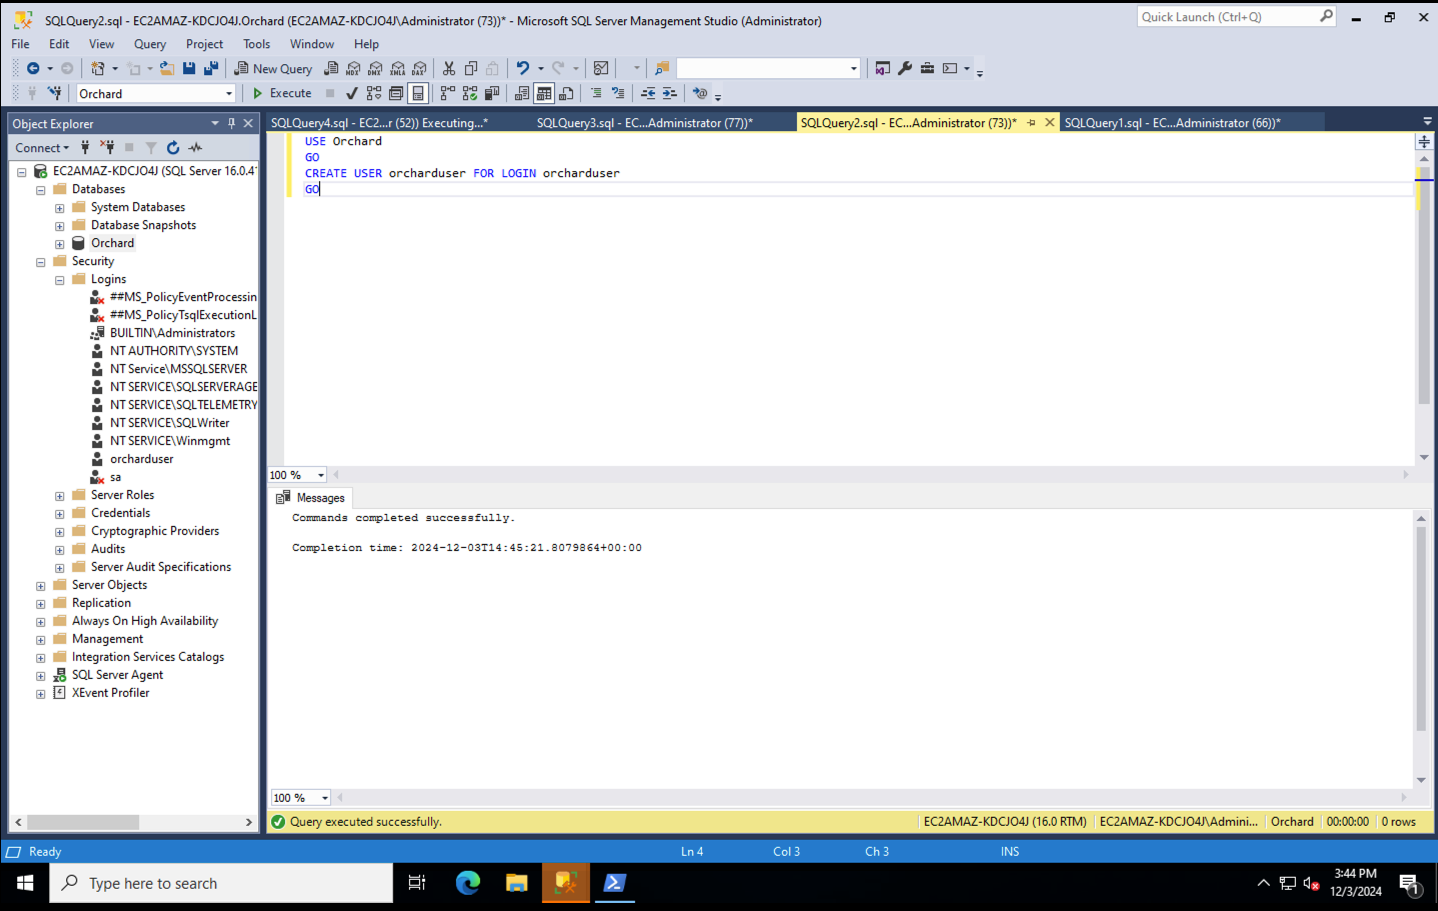 SQLQuery2.sql - EC2AMAZ-KDCJO4J.Orchard (EC2AMAZ-KDCJO4J\Administrator (73))* - Microsoft SQL Server Management Studio (Administrator)
Quick Launch (Ctrl+Q)
File Edit View Query Project Tools Window Help
New Query
MDX DMX XMLA DAX
Orchard
Execute
Object Explorer
SQLQuery4.sql - EC2...r (52)) Executing...*
SQLQuery3.sql - EC...Administrator (77))*
SQLQuery2.sql - EC...Administrator (73))*
SQLQuery1.sql - EC...Administrator (66))*
Connect
EC2AMAZ-KDCJO4J (SQL Server 16.0.41
Databases
System Databases
Database Snapshots
Orchard
Security
Logins
##MS_PolicyEventProcessin
##MS_PolicyTsqlExecutionL
BUILTIN\Administrators
NT AUTHORITY\SYSTEM
NT Service\MSSQLSERVER
NT SERVICE\SQLSERVERAGE
NT SERVICE\SQLTELEMETRY
NT SERVICE\SQLWriter
NT SERVICE\Winmgmt
orcharduser
sa
Server Roles
Credentials
Cryptographic Providers
Audits
Server Audit Specifications
Server Objects
Replication
Always On High Availability
Management
Integration Services Catalogs
SQL Server Agent
XEvent Profiler
USE Orchard
GO
CREATE USER orcharduser FOR LOGIN orcharduser
GO
100 %
Messages
Commands completed successfully.
Completion time: 2024-12-03T14:45:21.8079864+00:00
100 %
Query executed successfully.
EC2AMAZ-KDCJO4J (16.0 RTM)
EC2AMAZ-KDCJO4J\Admini...
Orchard
00:00:00
0 rows
Ready
Ln 4
Col 3
Ch 3
INS
Type here to search
3:44 PM
12/3/2024
1